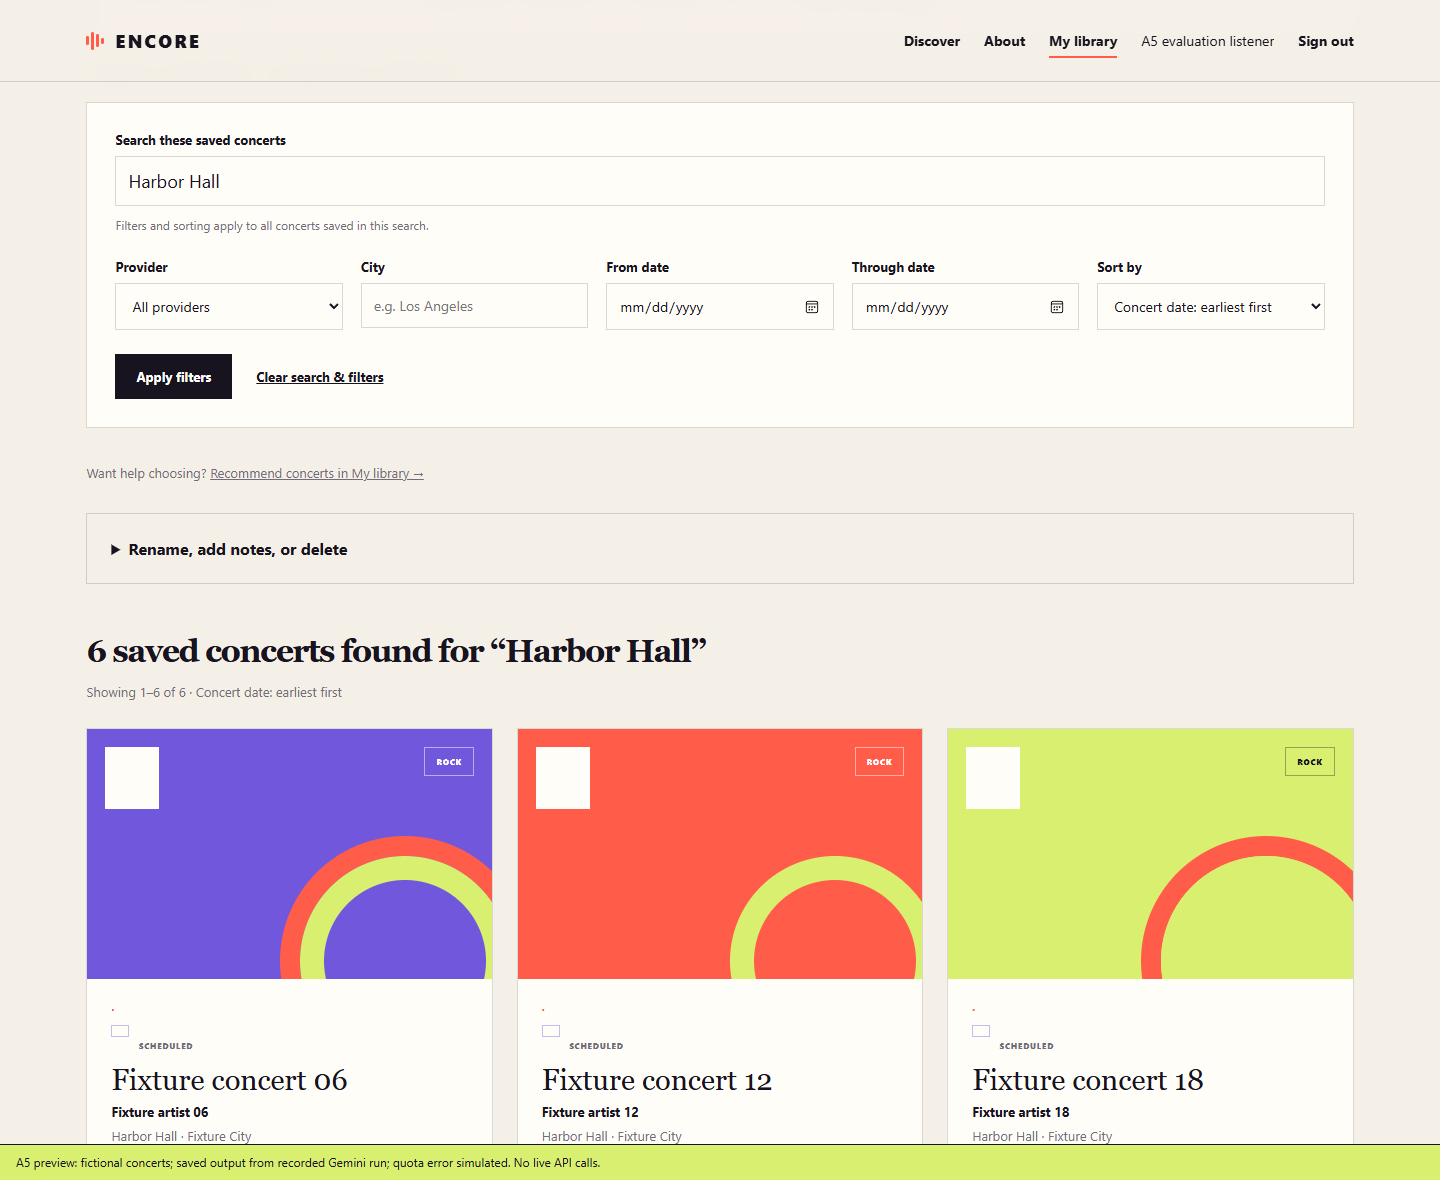 ENCORE
Discover About My library A5 evaluation listener Sign out
Search these saved concerts
Harbor Hall
Filters and sorting apply to all concerts saved in this search.
Provider City From date Through date Sort by
All providers e.g. Los Angeles mm/dd/yyyy mm/dd/yyyy Concert date: earliest first
Apply filters Clear search & filters
Want help choosing? Recommend concerts in My library →
Rename, add notes, or delete
6 saved concerts found for “Harbor Hall”
Showing 1–6 of 6 · Concert date: earliest first
ROCK ROCK ROCK
SCHEDULED SCHEDULED SCHEDULED
Fixture concert 06 Fixture concert 12 Fixture concert 18
Fixture artist 06 Fixture artist 12 Fixture artist 18
Harbor Hall · Fixture City Harbor Hall · Fixture City Harbor Hall · Fixture City
A5 preview: fictional concerts; saved output from recorded Gemini run; quota error simulated. No live API calls.